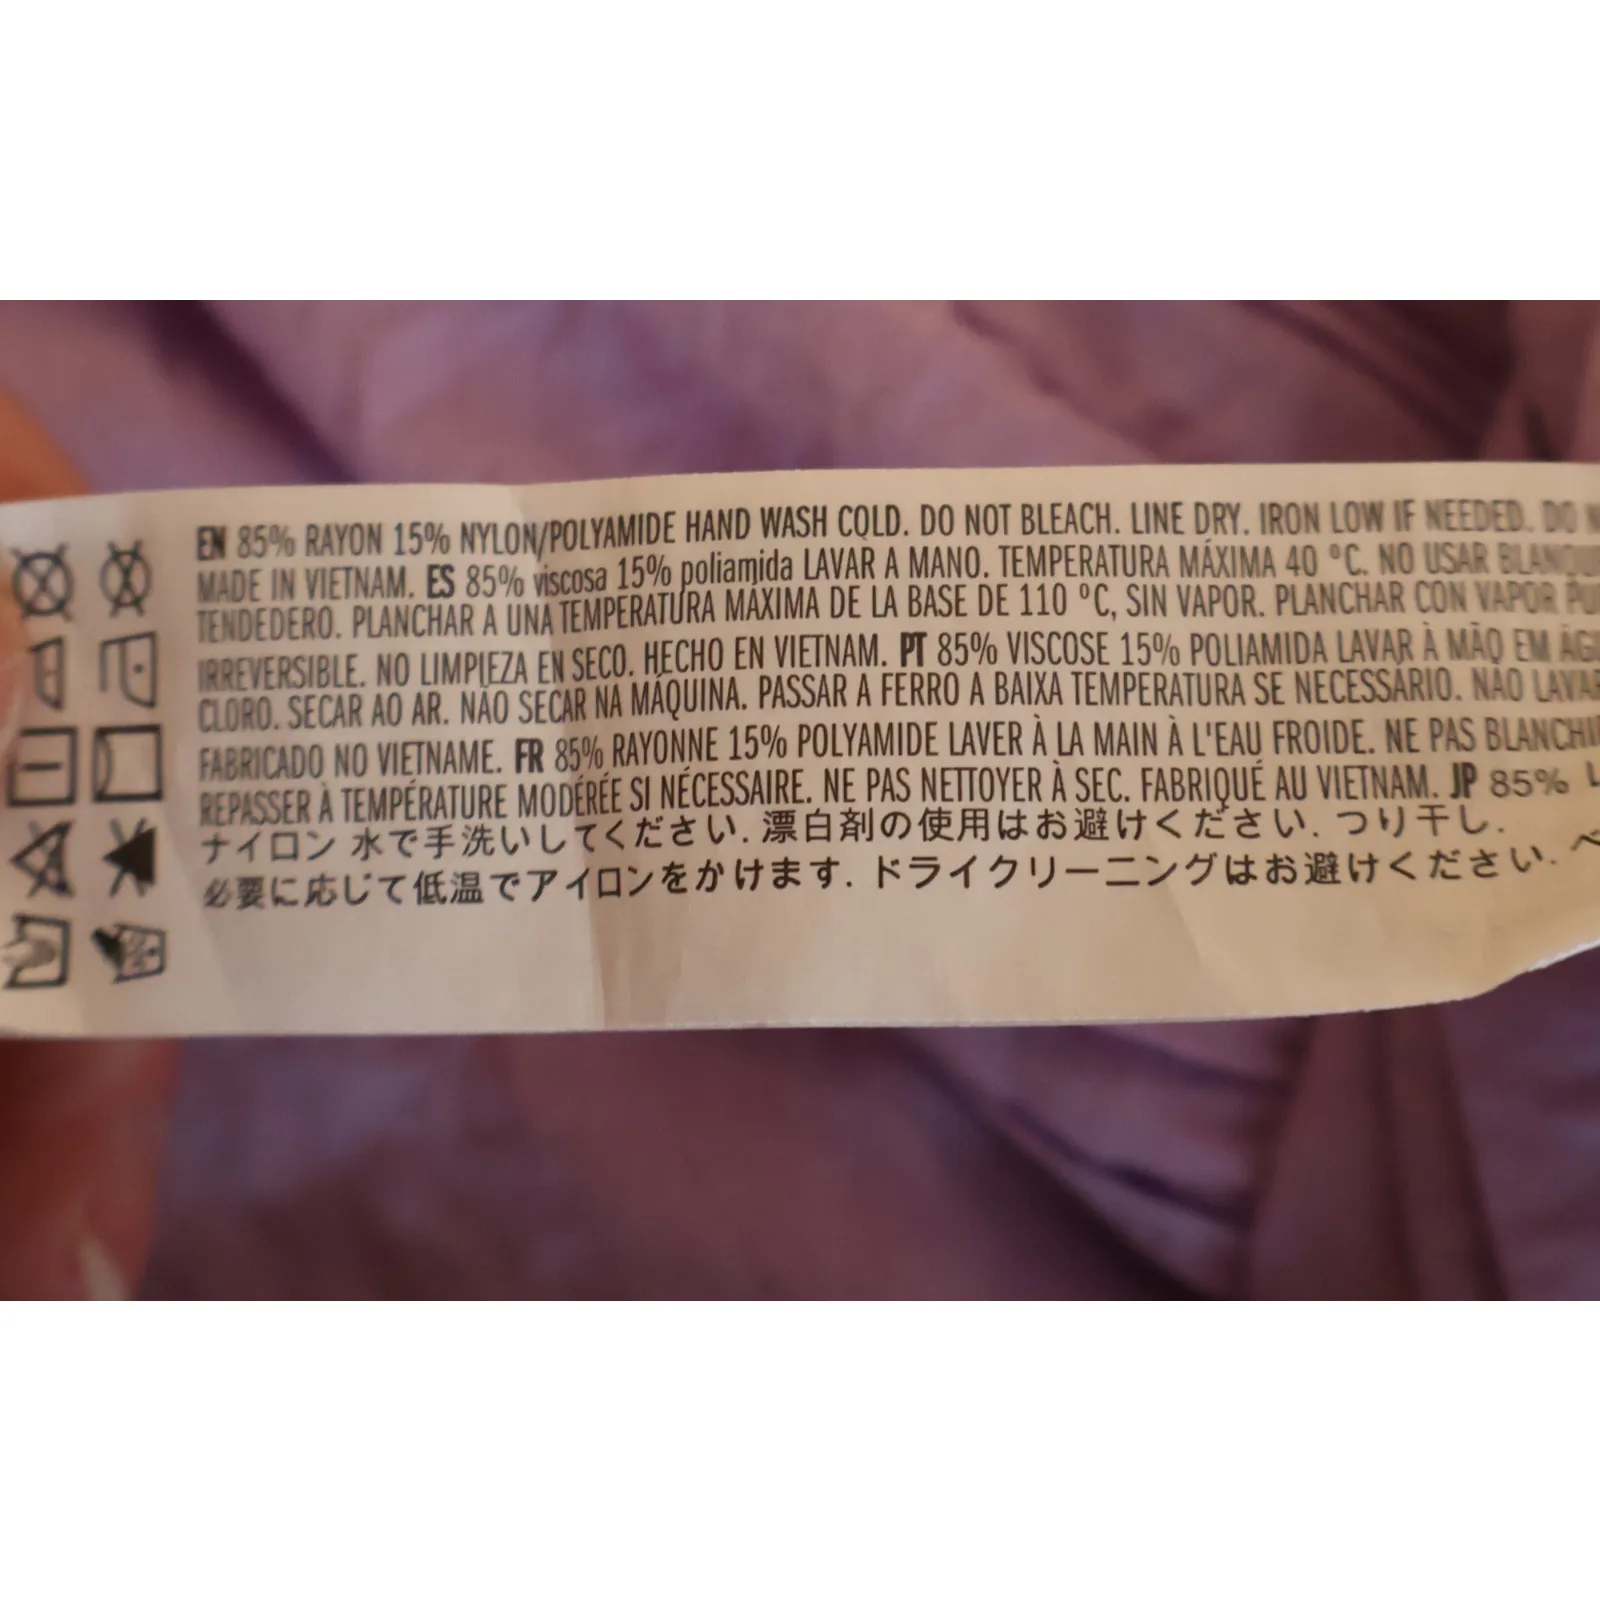 EN 85% RAYON 15% NYLON/POLYAMIDE HAND WASH COLD. DO NOT BLEACH. LINE DRY. IRON LOW IF NEEDED. DO
MADE IN VIETNAM. ES 85% viscosa 15% poliamida LAVAR A MANO. TEMPERATURA MÁXIMA 40 °C. NO USAR
TENDEDERO. PLANCHAR A UNA TEMPERATURA MÁXIMA DE LA BASE DE 110 °C, SIN VAPOR. PLANCHAR CON VAPOR
IRREVERSIBLE. NO LIMPIEZA EN SECO. HECHO EN VIETNAM. PT 85% VISCOSE 15% POLIAMIDA LAVAR À MÃO EM
CLORO. SECAR AO AR. NÃO SECAR NA MÁQUINA. PASSAR A FERRO A BAIXA TEMPERATURA SE NECESSÁRIO. NÃO
FABRICADO NO VIETNAME. FR 85% RAYONNE 15% POLYAMIDE LAVER À LA MAIN À L'EAU FROIDE. NE PAS
REPASSER À TEMPÉRATURE MODÉRÉE SI NÉCESSAIRE. NE PAS NETTOYER À SEC. FABRIQUÉ AU VIETNAM. JP 85%
ナイロン 水で手洗いしてください. 漂白剤の使用はお避けください. つり干し.
必要に応じて低温でアイロンをかけます. ドライクリーニングはお避けください.